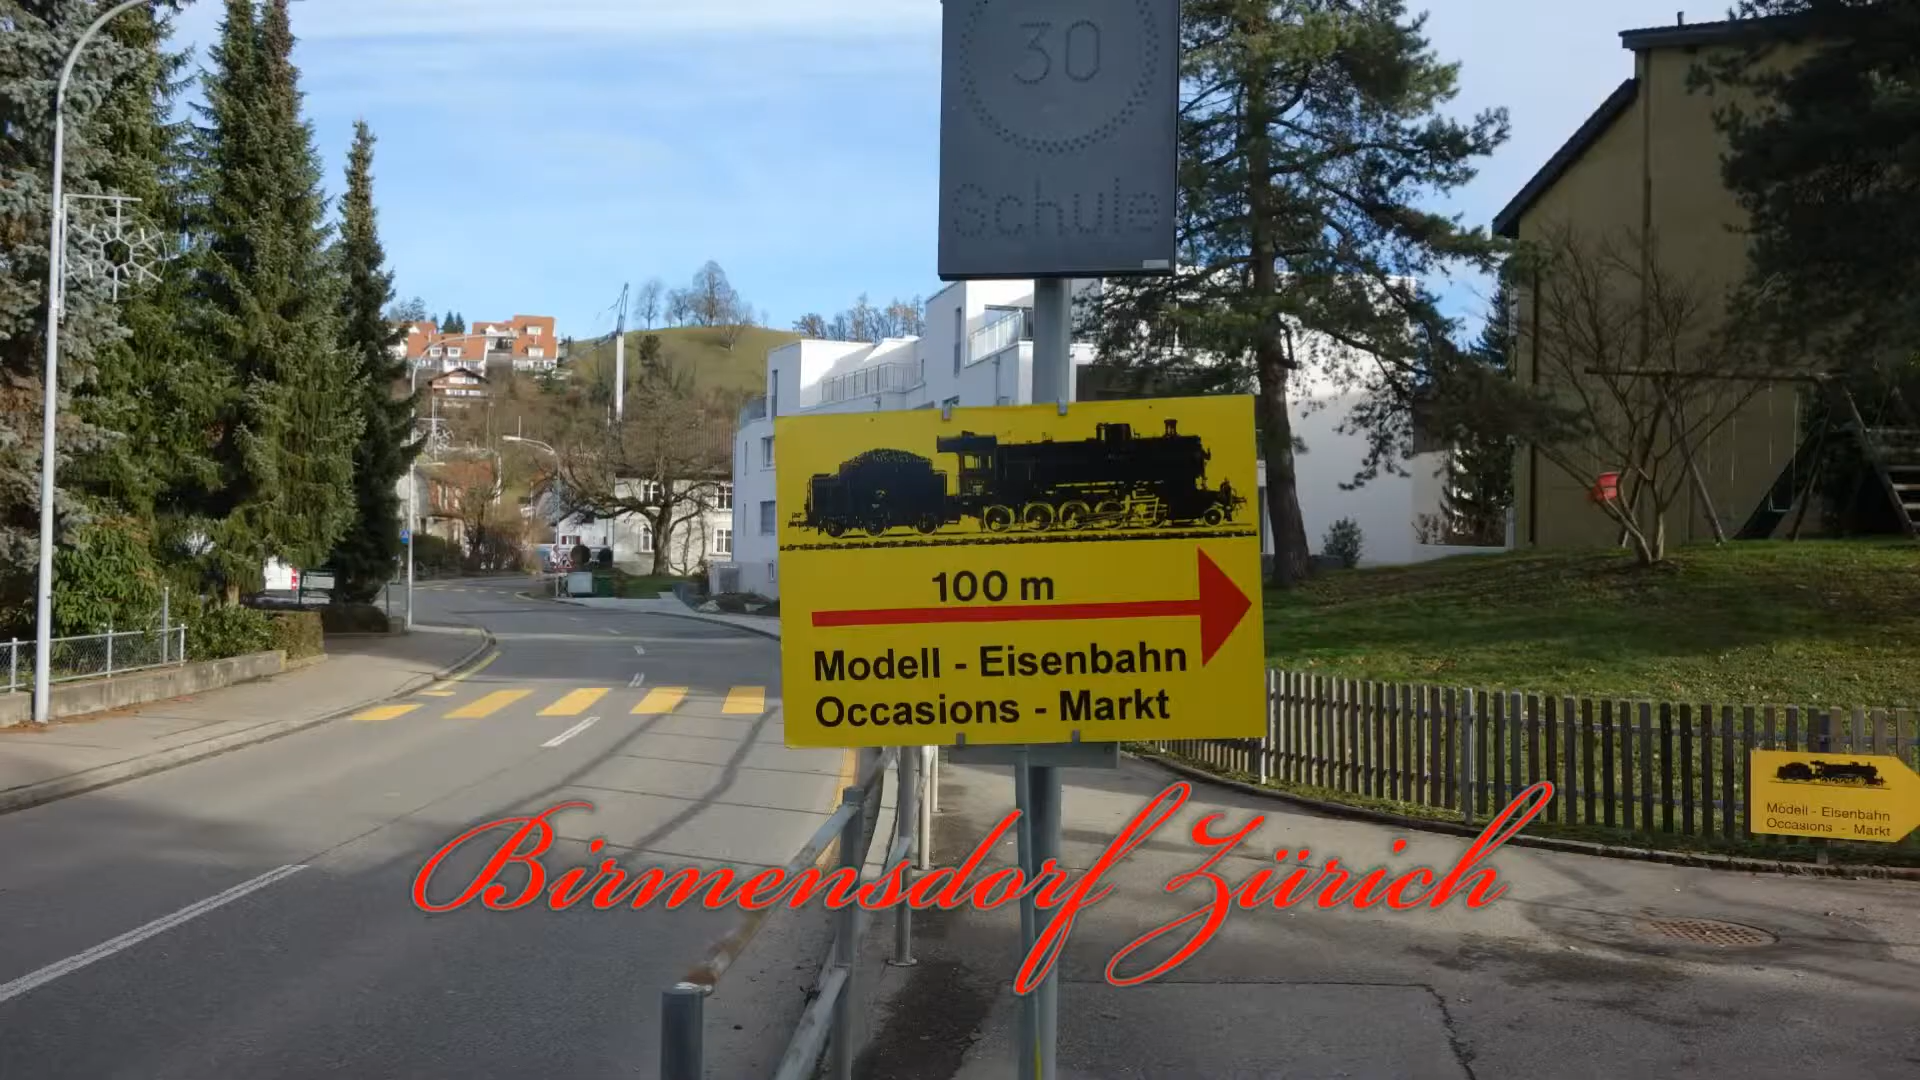 30
Schule
100 m
Modell - Eisenbahn
Occasions - Markt
Modell - Eisenbahn
Occasions - Markt
Birmensdorf Zürich